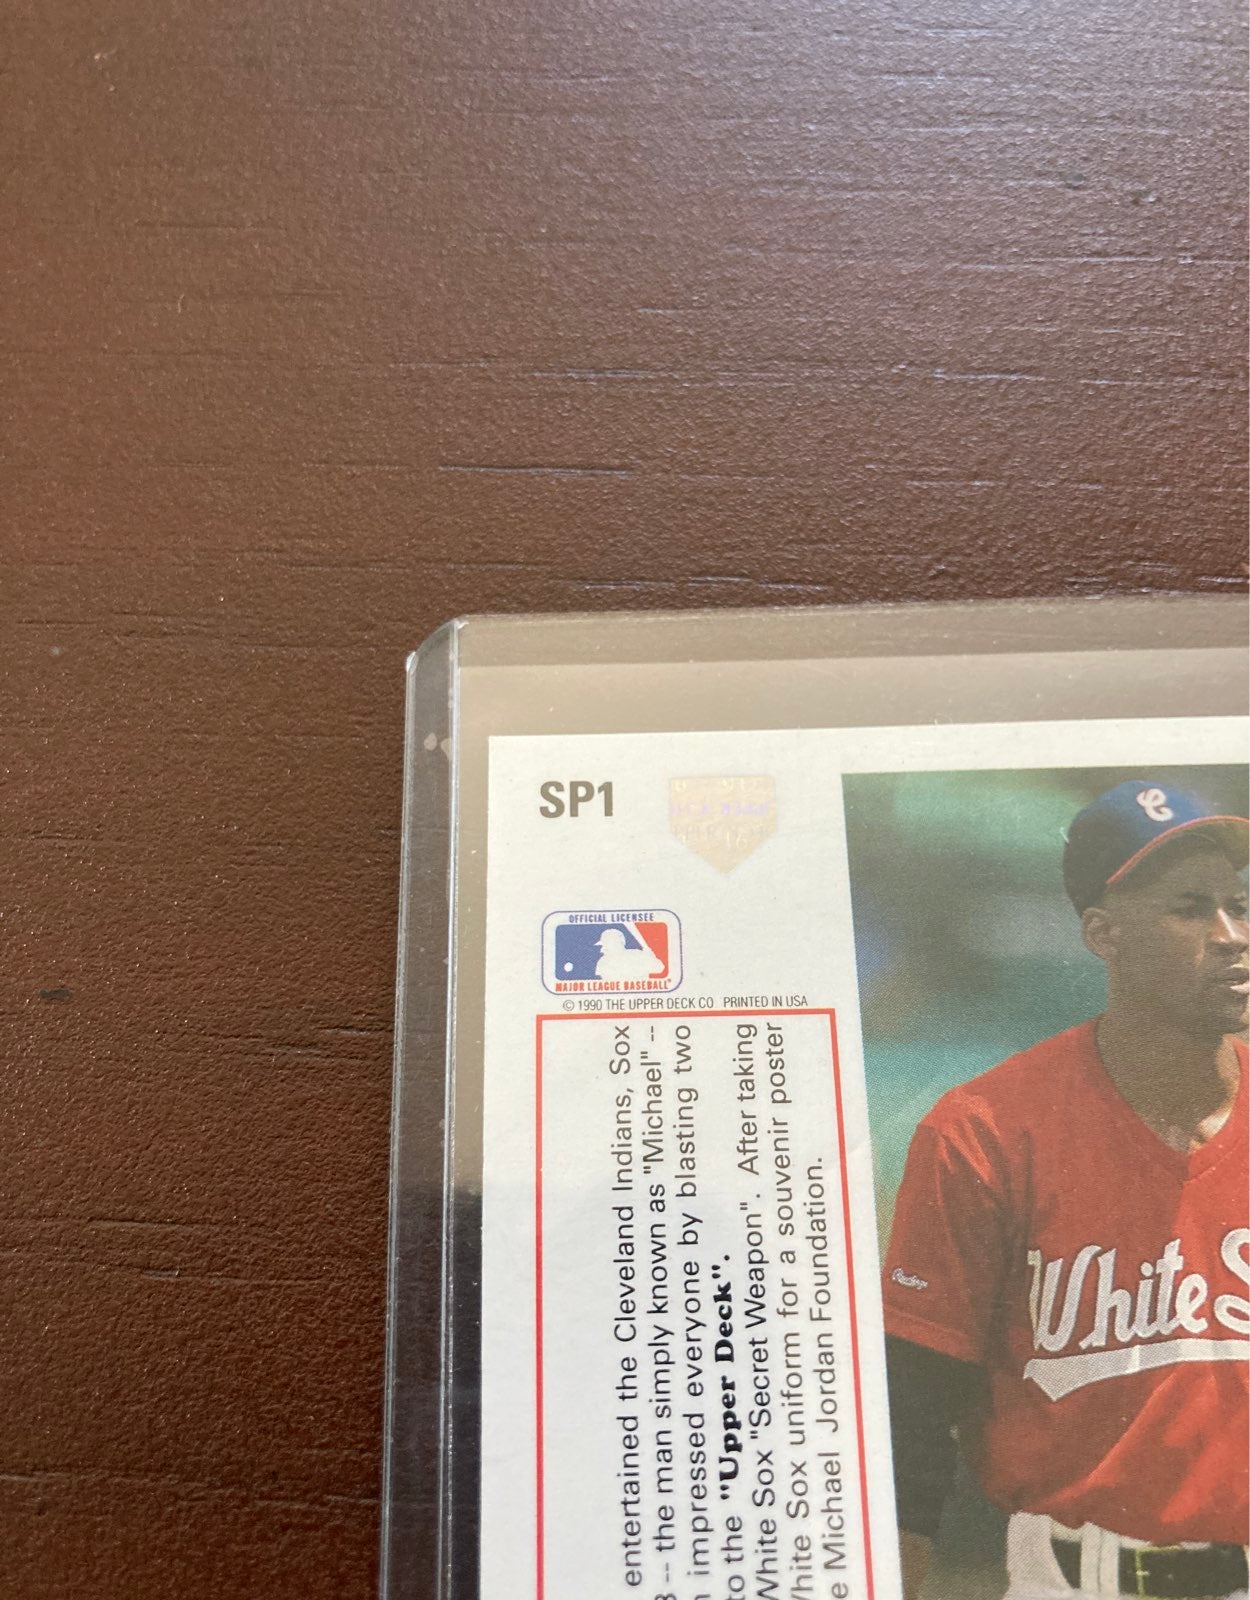 SP1
OFFICIAL LICENSEE
MAJOR LEAGUE BASEBALL
© 1990 THE UPPER DECK CO PRINTED IN USA
entertained the Cleveland Indians, Sox
-- the man simply known as "Michael" --
impressed everyone by blasting two
to the "Upper Deck".
White Sox "Secret Weapon". After taking
hite Sox uniform for a souvenir poster
e Michael Jordan Foundation.
C
Rawlings
White S